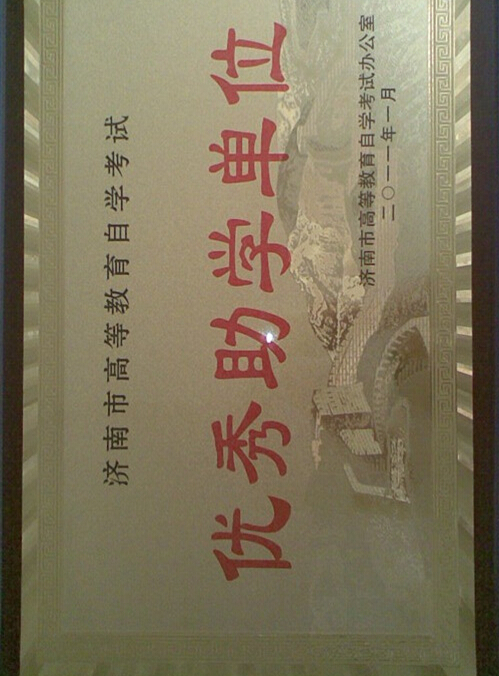 济南市高等教育自学考试
优秀助学单位
济南市高等教育自学考试办公室
二〇一一年一月